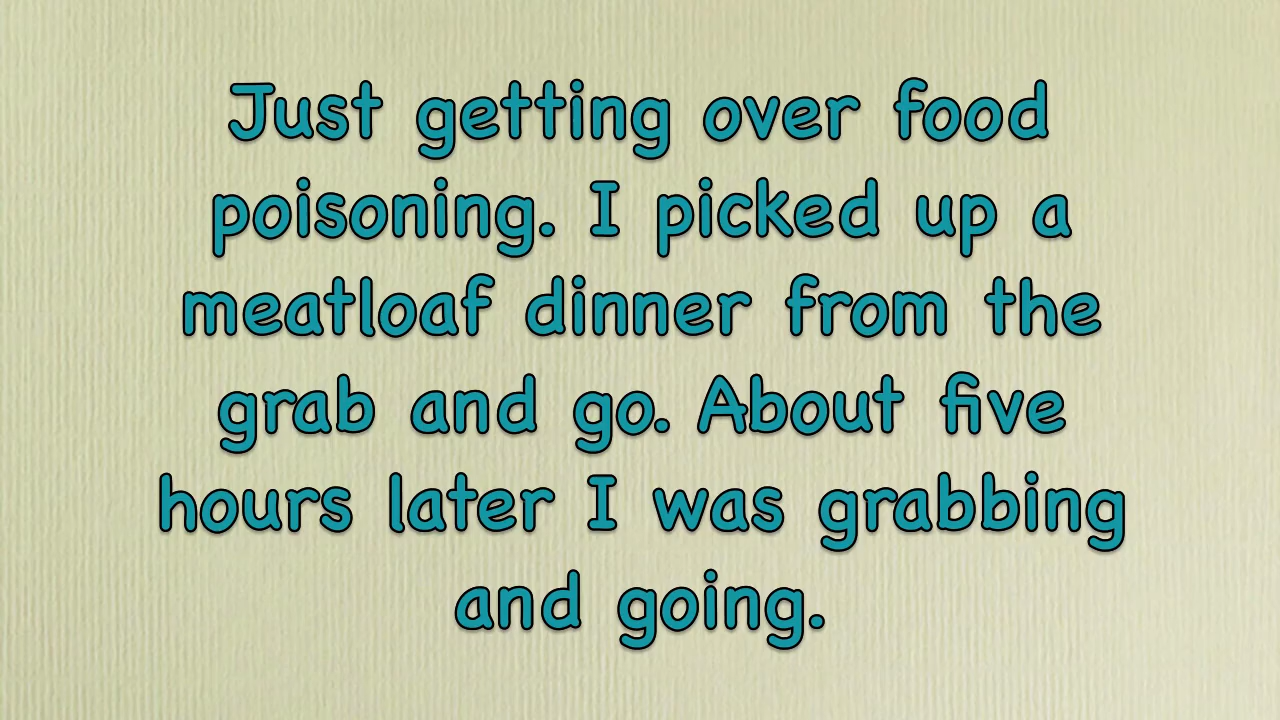 Just getting over food
poisoning. I picked up a
meatloaf dinner from the
grab and go. About five
hours later I was grabbing
and going.